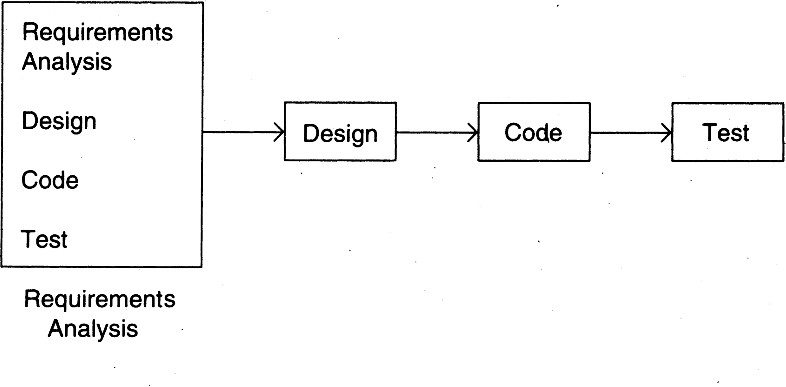 Requirements
Analysis
Design
Code
Test
Design
Code
Test
Requirements
Analysis